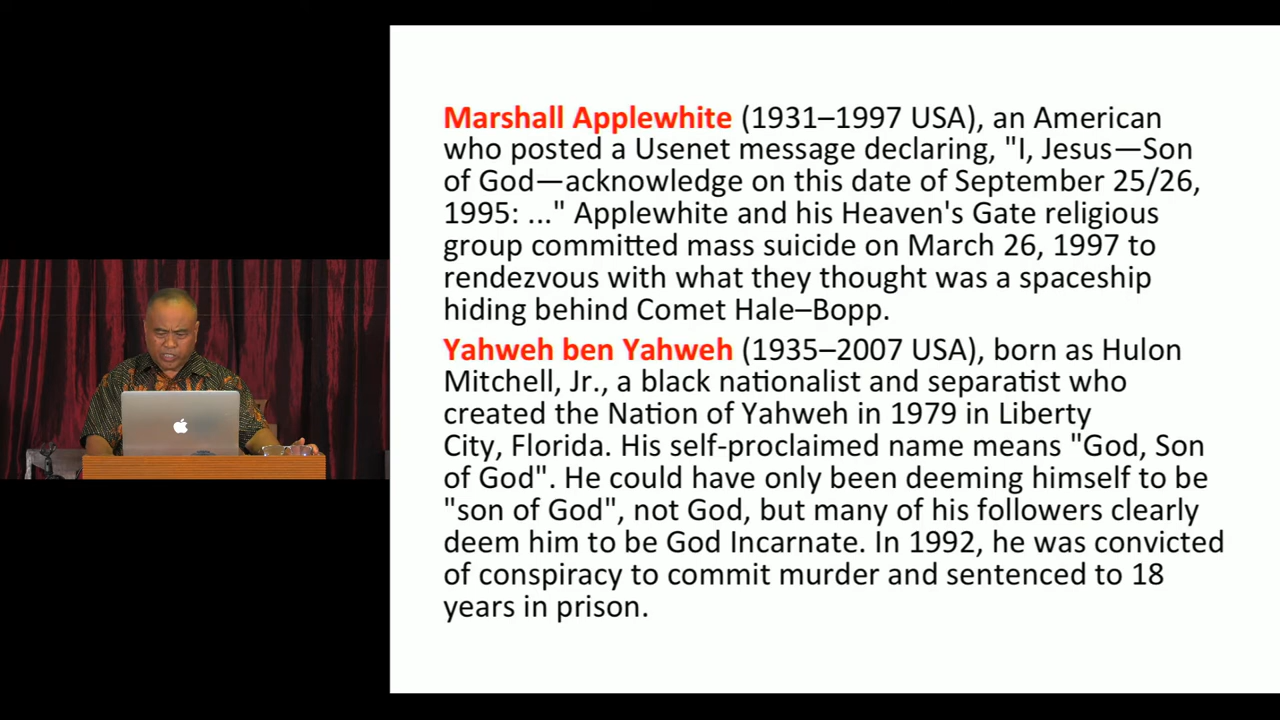 Marshall Applewhite (1931–1997 USA), an American
who posted a Usenet message declaring, "I, Jesus—Son
of God—acknowledge on this date of September 25/26,
1995: ..." Applewhite and his Heaven's Gate religious
group committed mass suicide on March 26, 1997 to
rendezvous with what they thought was a spaceship
hiding behind Comet Hale–Bopp.
Yahweh ben Yahweh (1935–2007 USA), born as Hulon
Mitchell, Jr., a black nationalist and separatist who
created the Nation of Yahweh in 1979 in Liberty
City, Florida. His self-proclaimed name means "God, Son
of God". He could have only been deeming himself to be
"son of God", not God, but many of his followers clearly
deem him to be God Incarnate. In 1992, he was convicted
of conspiracy to commit murder and sentenced to 18
years in prison.